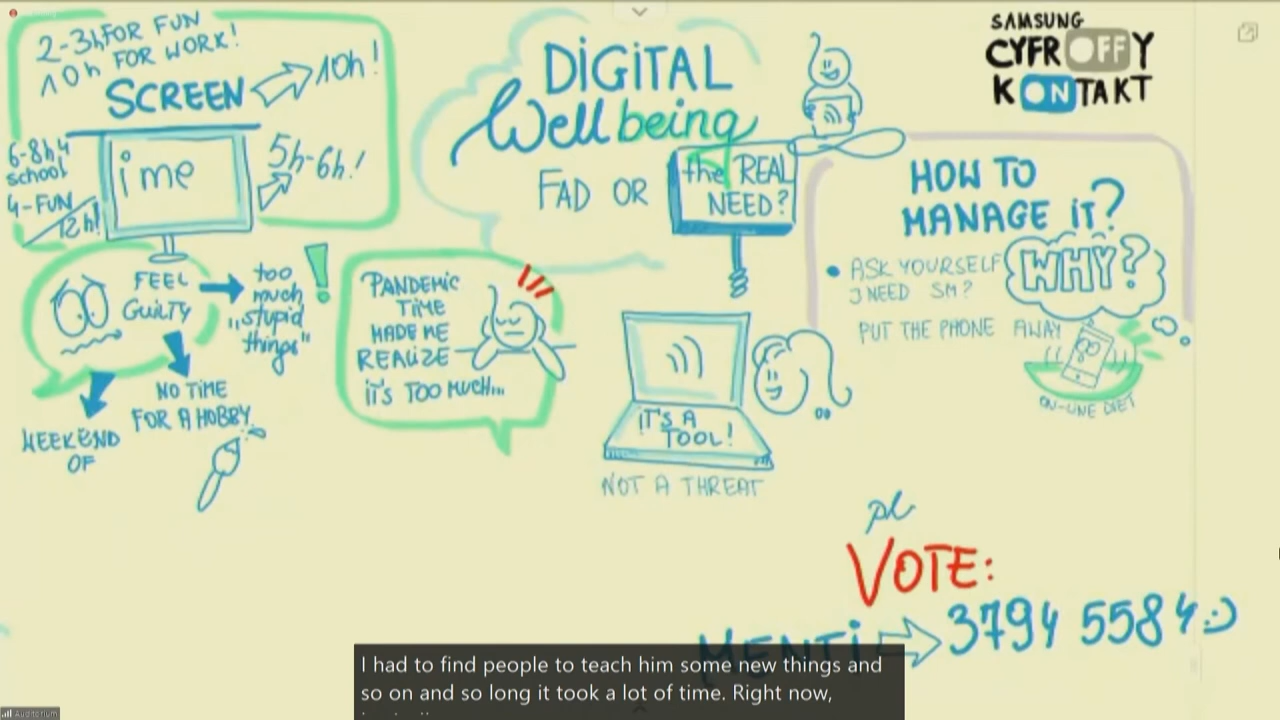 2-3h FOR FUN
10h FOR WORK!
SCREEN
10h!
6-8h 4
school
4-FUN
12h!
ime
5h-6h!
FEEL
GUILTY
too
much
„stupid
things"
!
NO TIME
FOR A HOBBY
WEEKEND
OF
PANDEMIC
TIME
MADE ME
REALIZE
iT'S TOO MUCH...
DiGiTAL
Wellbeing
FAD OR
the REAL
NEED?
IT'S A
TOOL!
NOT A THREAT
SAMSUNG
CYFROFFY
KONTAKT
HOW TO
MANAGE iT?
• ASK YOURSELF
WHY?
I NEED SM?
PUT THE PHONE AWAY
ON-LINE DIET
pl
VOTE:
MENTi ⇨ 3794 5584 :)
I had to find people to teach him some new things and
so on and so long it took a lot of time. Right now,
Auditorium